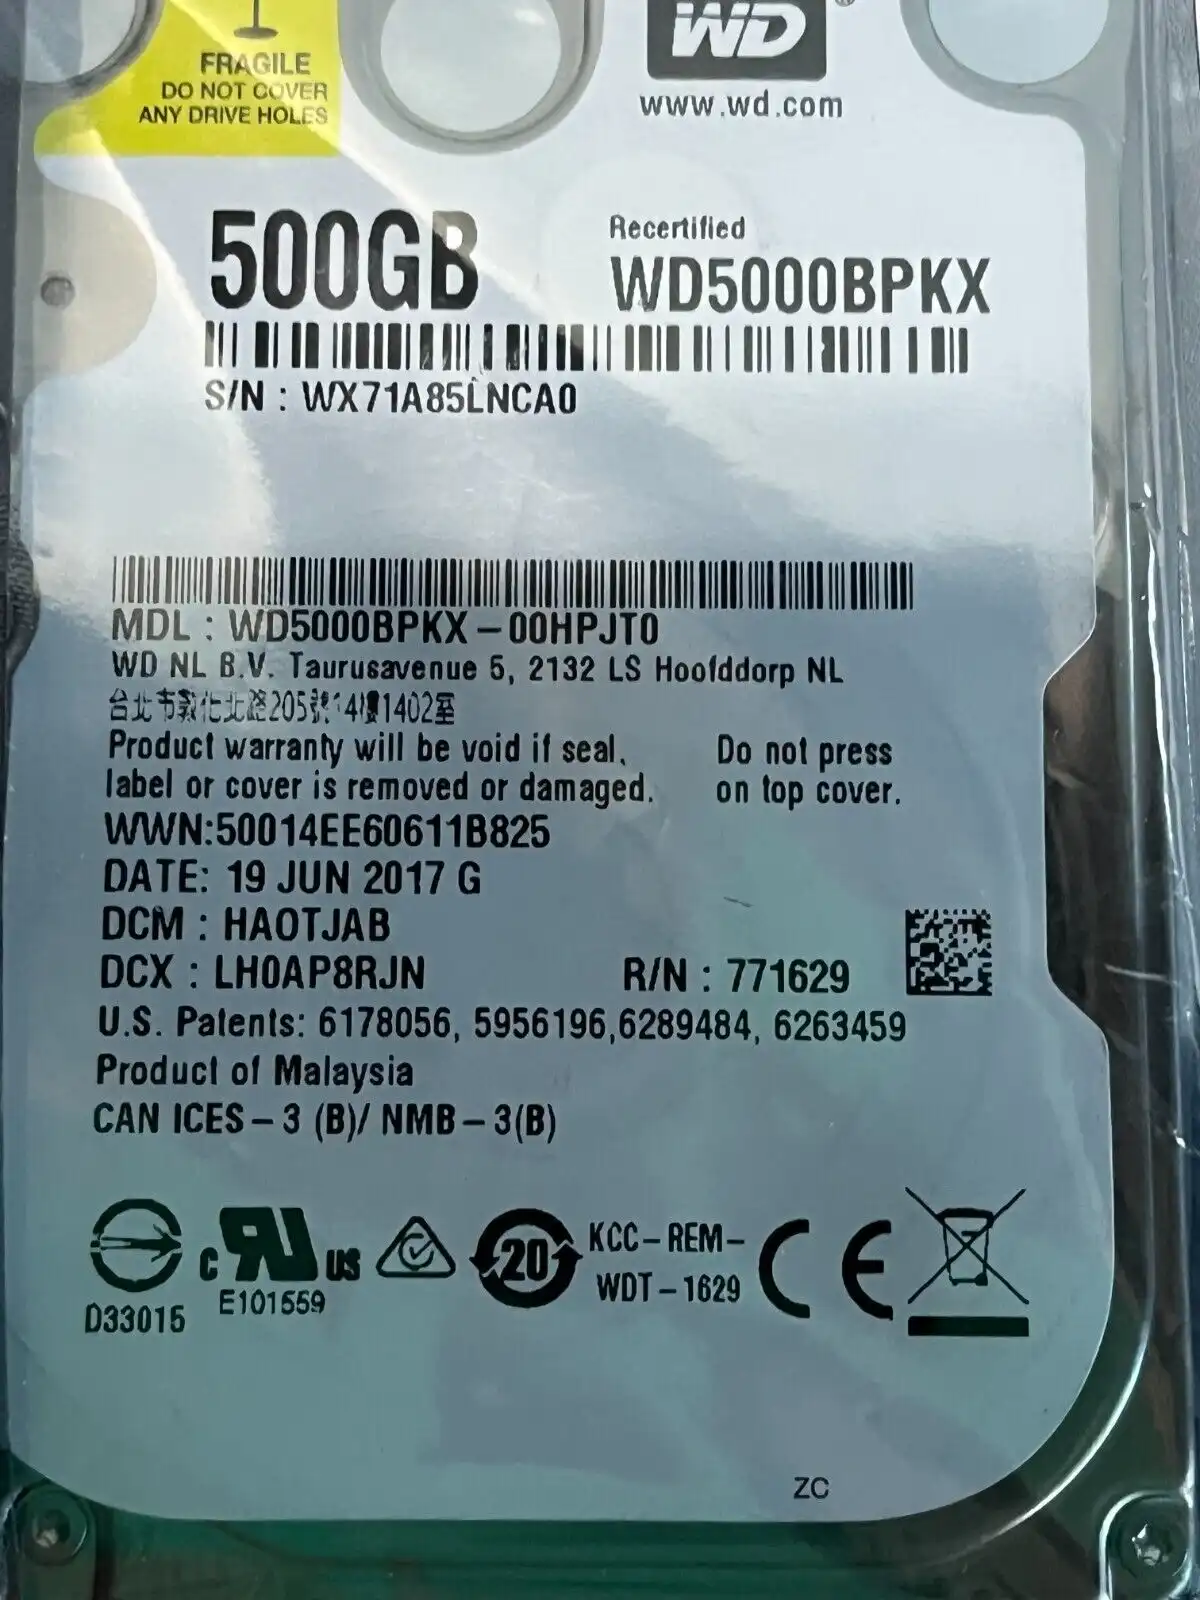 FRAGILE
DO NOT COVER
ANY DRIVE HOLES
WD®
www.wd.com
500GB
Recertified
WD5000BPKX
S/N : WX71A85LNCA0
MDL : WD5000BPKX – 00HPJT0
WD NL B.V. Taurusavenue 5, 2132 LS Hoofddorp NL
台北市敦化北路205號14樓1402室
Product warranty will be void if seal,
label or cover is removed or damaged.
Do not press
on top cover.
WWN:50014EE60611B825
DATE: 19 JUN 2017 G
DCM : HAOTJAB
DCX : LH0AP8RJN
R/N : 771629
U.S. Patents: 6178056, 5956196,6289484, 6263459
Product of Malaysia
CAN ICES – 3 (B)/ NMB – 3(B)
D33015
c RU US
E101559
20
KCC – REM –
WDT – 1629
CE
ZC